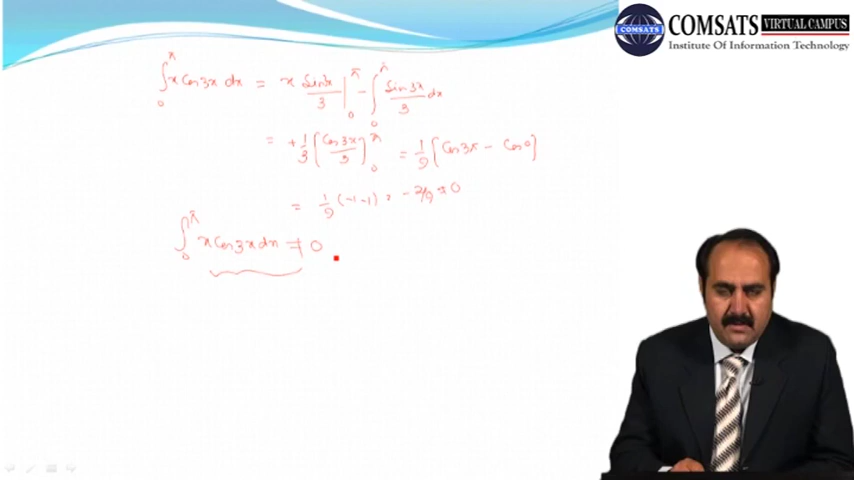 COMSATS VIRTUAL CAMPUS
COMSATS
Institute Of Information Technology
∫₀^π x Cos3x dx = x Sin3x/3 |₀^π - ∫₀^π Sin3x/3 dx
= +1/3 [Cos3x/3]₀^π = 1/9 [Cos3π - Cos0]
= 1/9 (-1-1) = -2/9 ≠ 0
∫₀^π x Cos3x dx ≠ 0